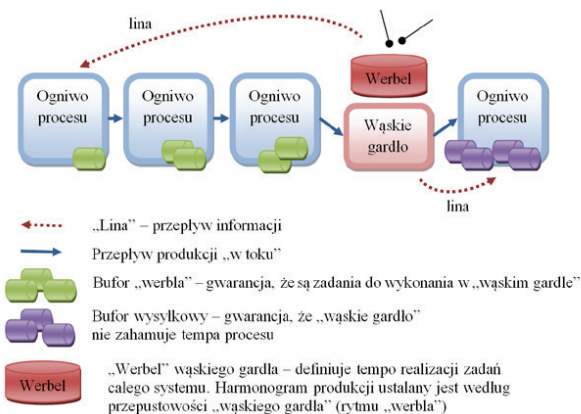 lina
Werbel
Ogniwo
procesu
Ogniwo
procesu
Ogniwo
procesu
Wąskie
gardło
Ogniwo
procesu
lina
„Lina” – przepływ informacji
Przepływ produkcji „w toku”
Bufor „werbla” – gwarancja, że są zadania do wykonania w „wąskim gardle”
Bufor wysyłkowy – gwarancja, że „wąskie gardło”
nie zahamuje tempa procesu
Werbel
„Werbel” wąskiego gardła – definiuje tempo realizacji zadań
całego systemu. Harmonogram produkcji ustalany jest według
przepustowości „wąskiego gardła” (rytmu „werbla”)